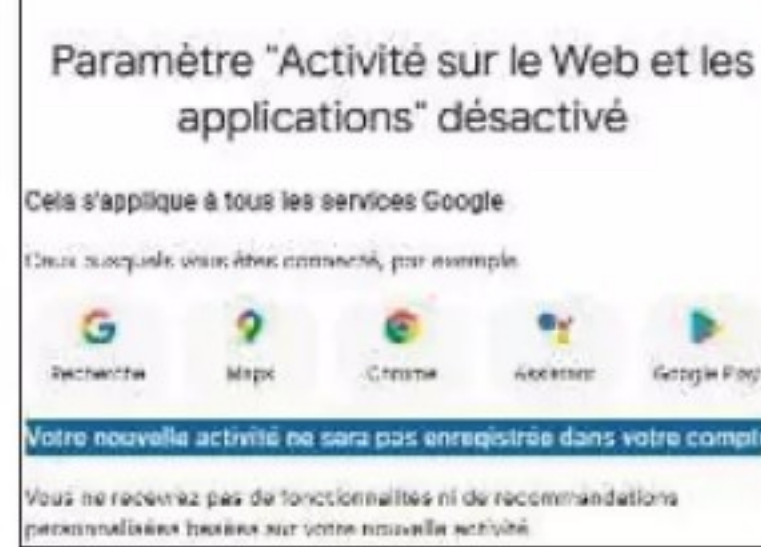 Paramètre "Activité sur le Web et les
applications" désactivé
Cela s'applique à tous les services Google
Ceux auxquels vous êtes connecté, par exemple
Recherche Maps Chrome Assistant Google Play
Votre nouvelle activité ne sera pas enregistrée dans votre compte
Vous ne recevrez pas de fonctionnalités ni de recommandations
personnalisées basées sur votre nouvelle activité